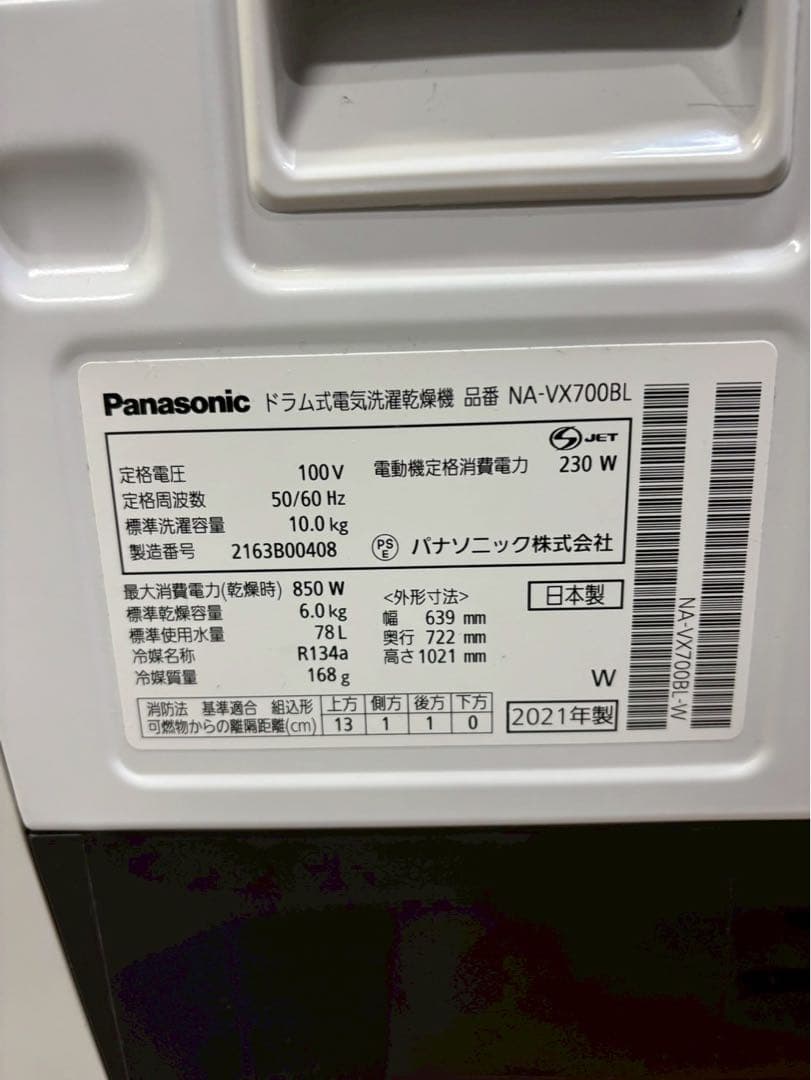 Panasonic ドラム式電気洗濯乾燥機 品番 NA-VX700BL
JET
定格電圧 100V 電動機定格消費電力 230 W
定格周波数 50/60 Hz
標準洗濯容量 10.0kg
製造番号 2163B00408 PSE パナソニック株式会社
最大消費電力(乾燥時) 850 W
標準乾燥容量 6.0kg
標準使用水量 78L
冷媒名称 R134a
冷媒質量 168g
<外形寸法>
幅 639 mm
奥行 722 mm
高さ1021 mm
日本製
W
消防法 基準適合 組込形 上方 側方 後方 下方
可燃物からの離隔距離(cm) 13 1 1 0
2021年製
NA-VX700BL-W